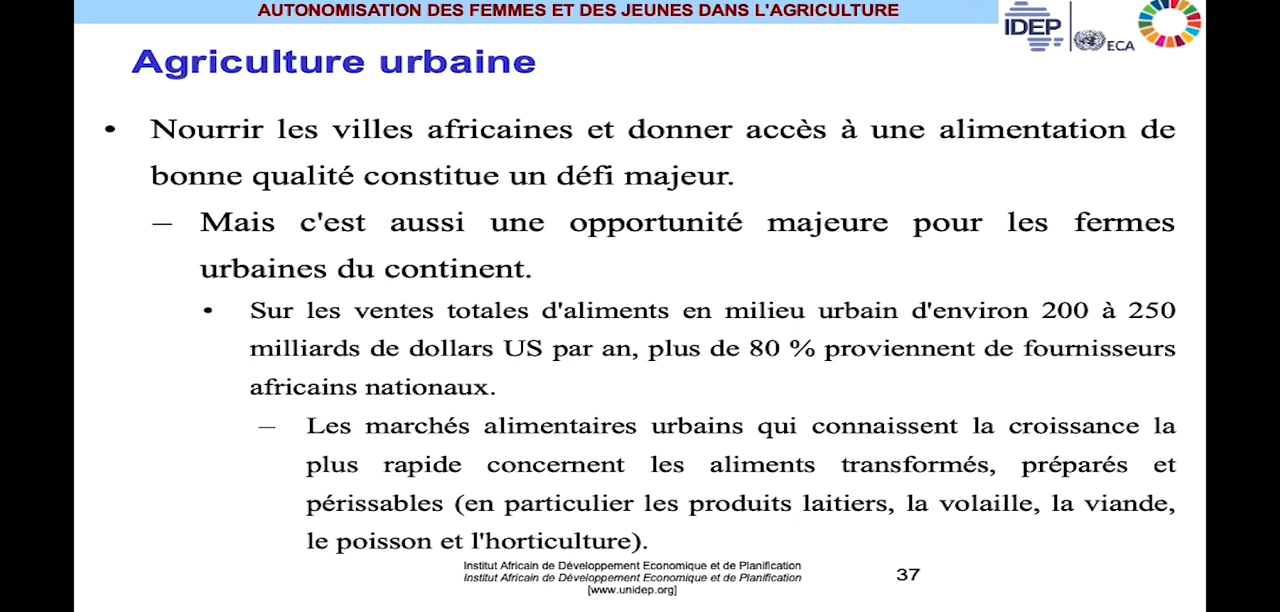 AUTONOMISATION DES FEMMES ET DES JEUNES DANS L'AGRICULTURE
IDEP
ECA
Agriculture urbaine
• Nourrir les villes africaines et donner accès à une alimentation de
bonne qualité constitue un défi majeur.
– Mais c'est aussi une opportunité majeure pour les fermes
urbaines du continent.
• Sur les ventes totales d'aliments en milieu urbain d'environ 200 à 250
milliards de dollars US par an, plus de 80 % proviennent de fournisseurs
africains nationaux.
– Les marchés alimentaires urbains qui connaissent la croissance la
plus rapide concernent les aliments transformés, préparés et
périssables (en particulier les produits laitiers, la volaille, la viande,
le poisson et l'horticulture).
Institut Africain de Développement Economique et de Planification
Institut Africain de Développement Economique et de Planification
[www.unidep.org]
37